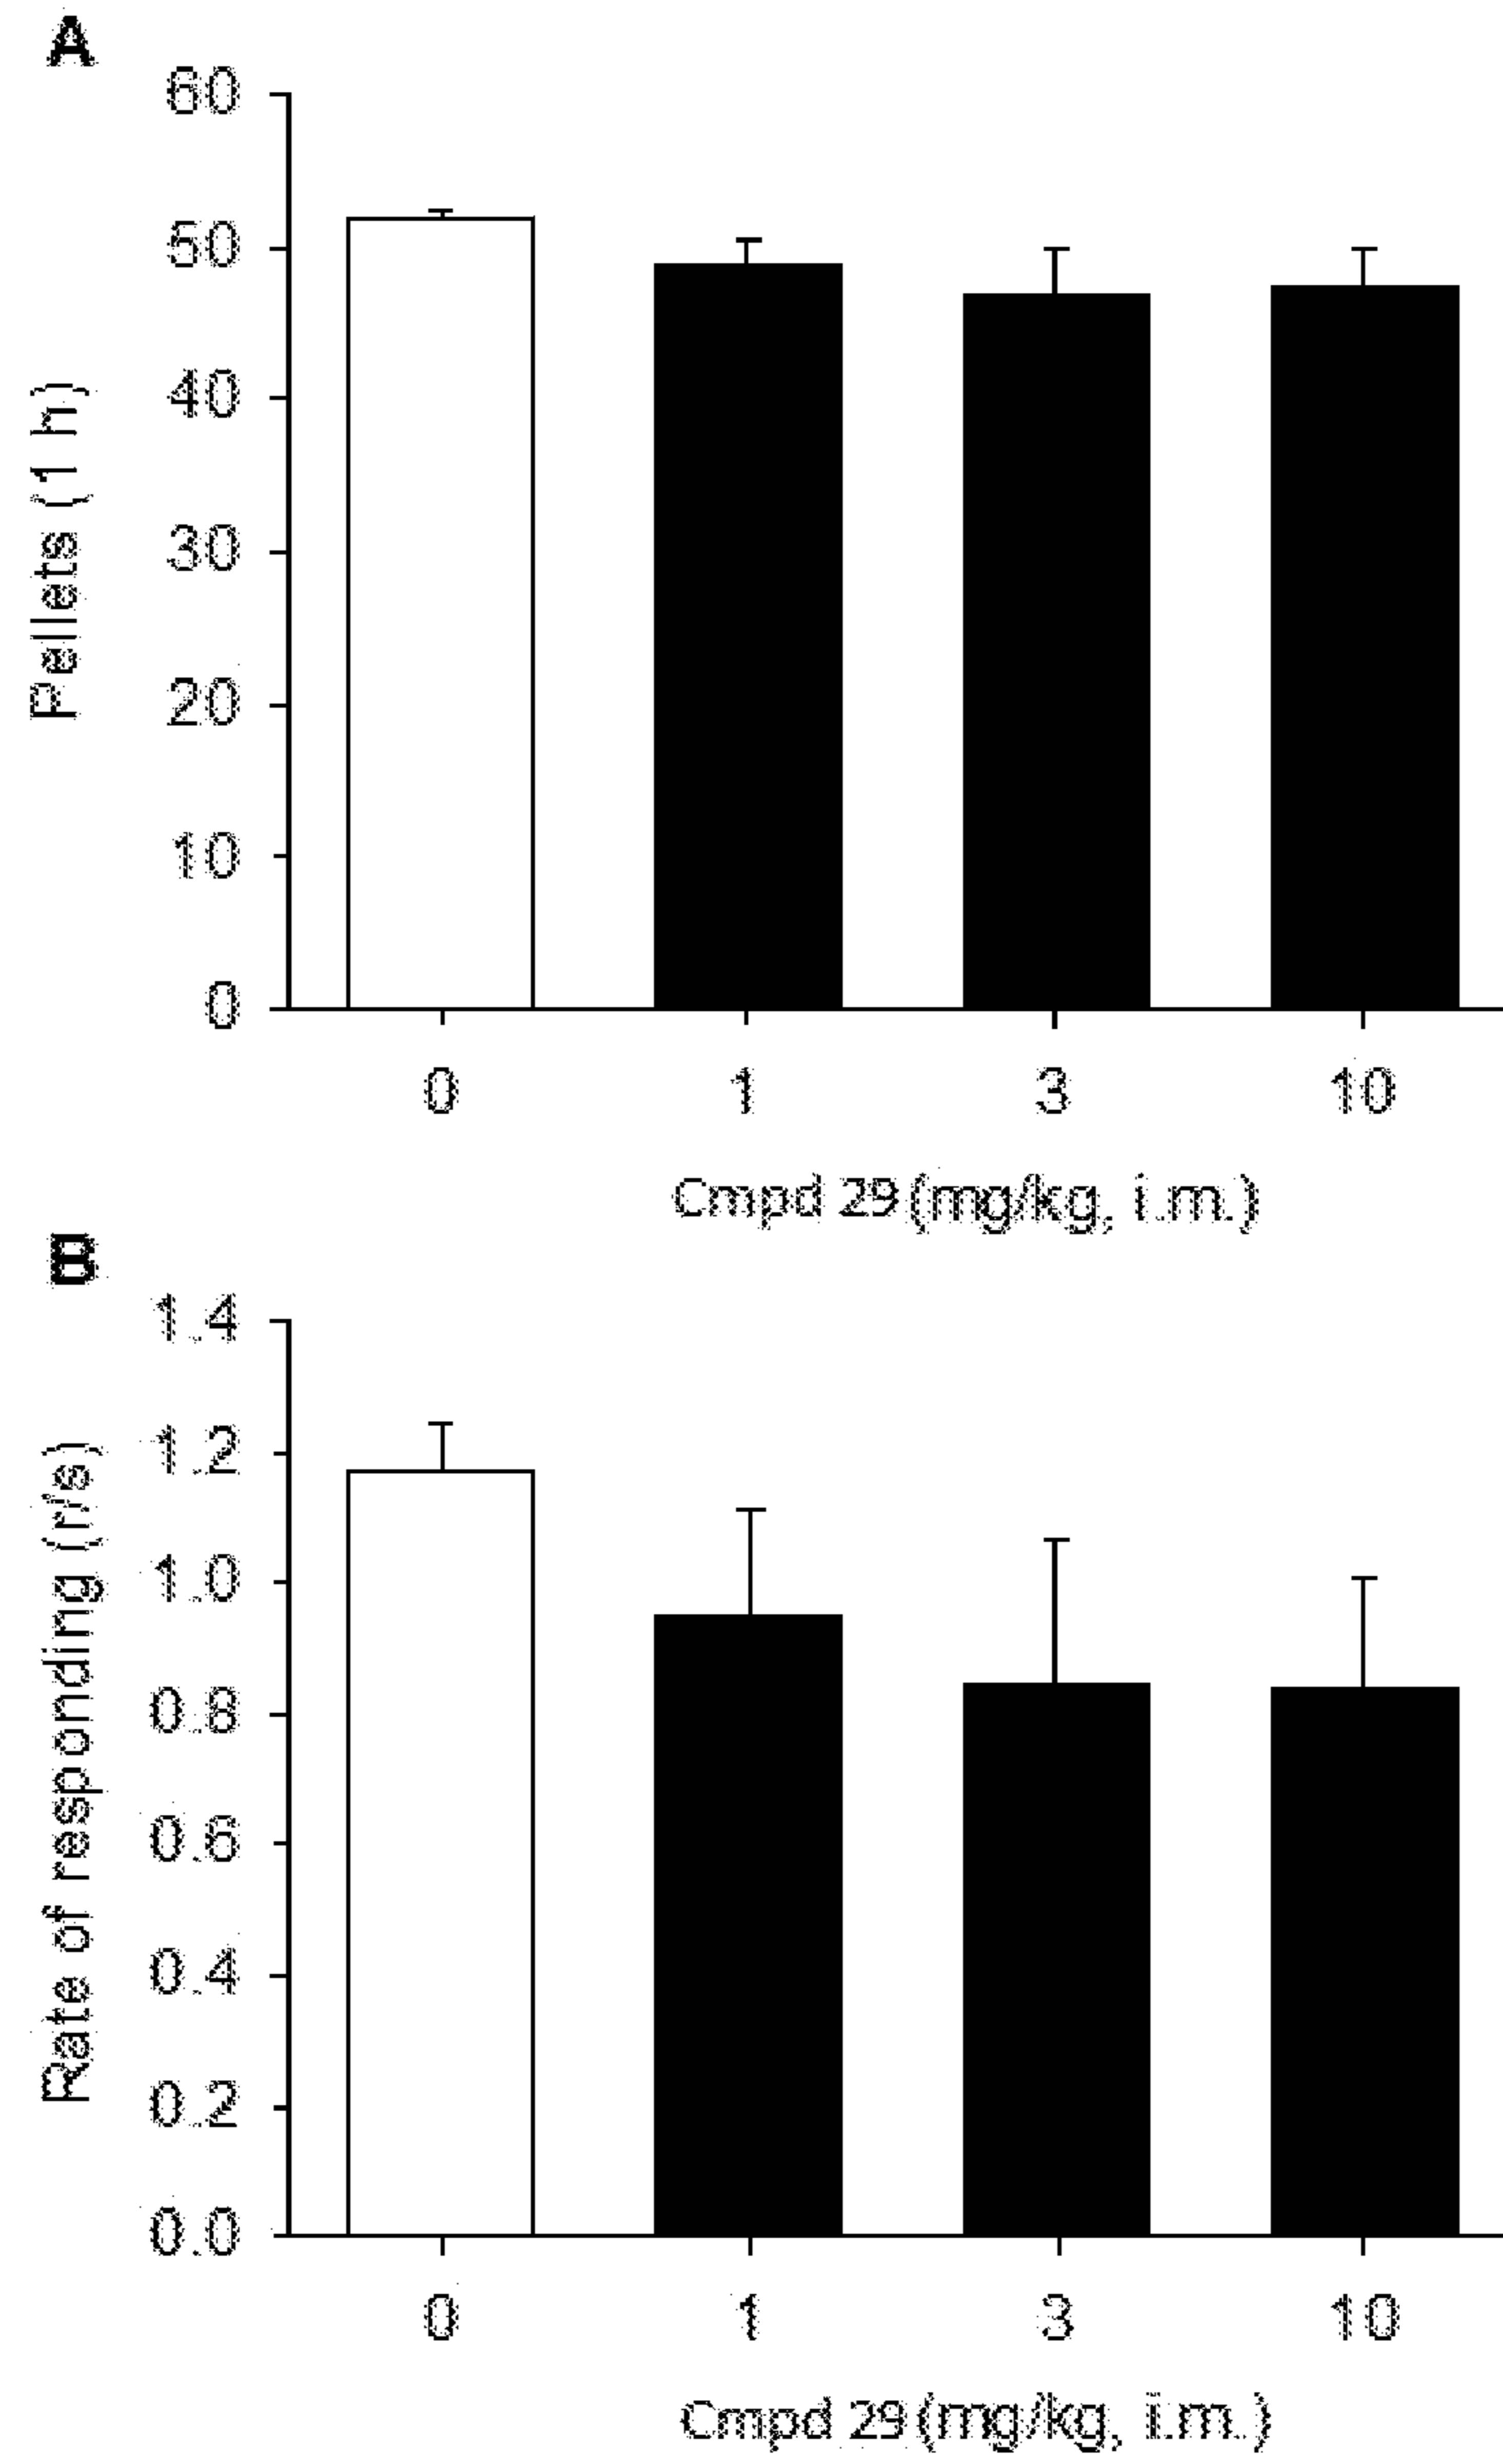 A
60
50
40
30
20
10
0
Pellets (1 h)
0 1 3 10
Cmpd 29 (mg/kg, i.m.)
B
1.4
1.2
1.0
0.8
0.6
0.4
0.2
0.0
Rate of responding (r/s)
0 1 3 10
Cmpd 29 (mg/kg, i.m.)